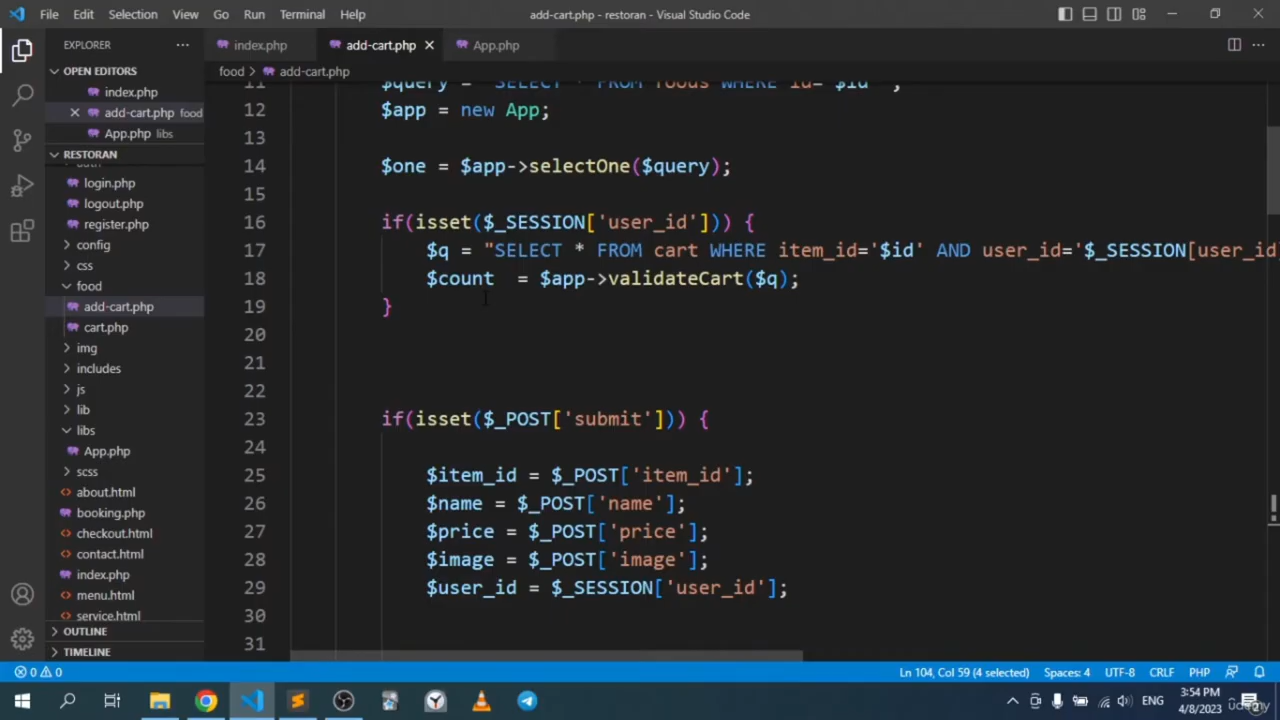 File Edit Selection View Go Run Terminal Help add-cart.php - restoran - Visual Studio Code
EXPLORER
index.php add-cart.php App.php
OPEN EDITORS
food > add-cart.php
index.php
add-cart.php food
App.php libs
RESTORAN
login.php
logout.php
register.php
config
css
food
add-cart.php
cart.php
img
includes
js
lib
libs
App.php
scss
about.html
booking.php
checkout.html
contact.html
index.php
menu.html
service.html
OUTLINE
TIMELINE
11 $query = "SELECT * FROM foods WHERE id='$id'";
12 $app = new App;
13
14 $one = $app->selectOne($query);
15
16 if(isset($_SESSION['user_id'])) {
17 $q = "SELECT * FROM cart WHERE item_id='$id' AND user_id='$_SESSION[user_id
18 $count  = $app->validateCart($q);
19 }
20
21
22
23 if(isset($_POST['submit'])) {
24
25 $item_id = $_POST['item_id'];
26 $name = $_POST['name'];
27 $price = $_POST['price'];
28 $image = $_POST['image'];
29 $user_id = $_SESSION['user_id'];
30
31
0 0 Ln 104, Col 59 (4 selected) Spaces: 4 UTF-8 CRLF PHP
ENG 3:54 PM
4/8/2023
udemy